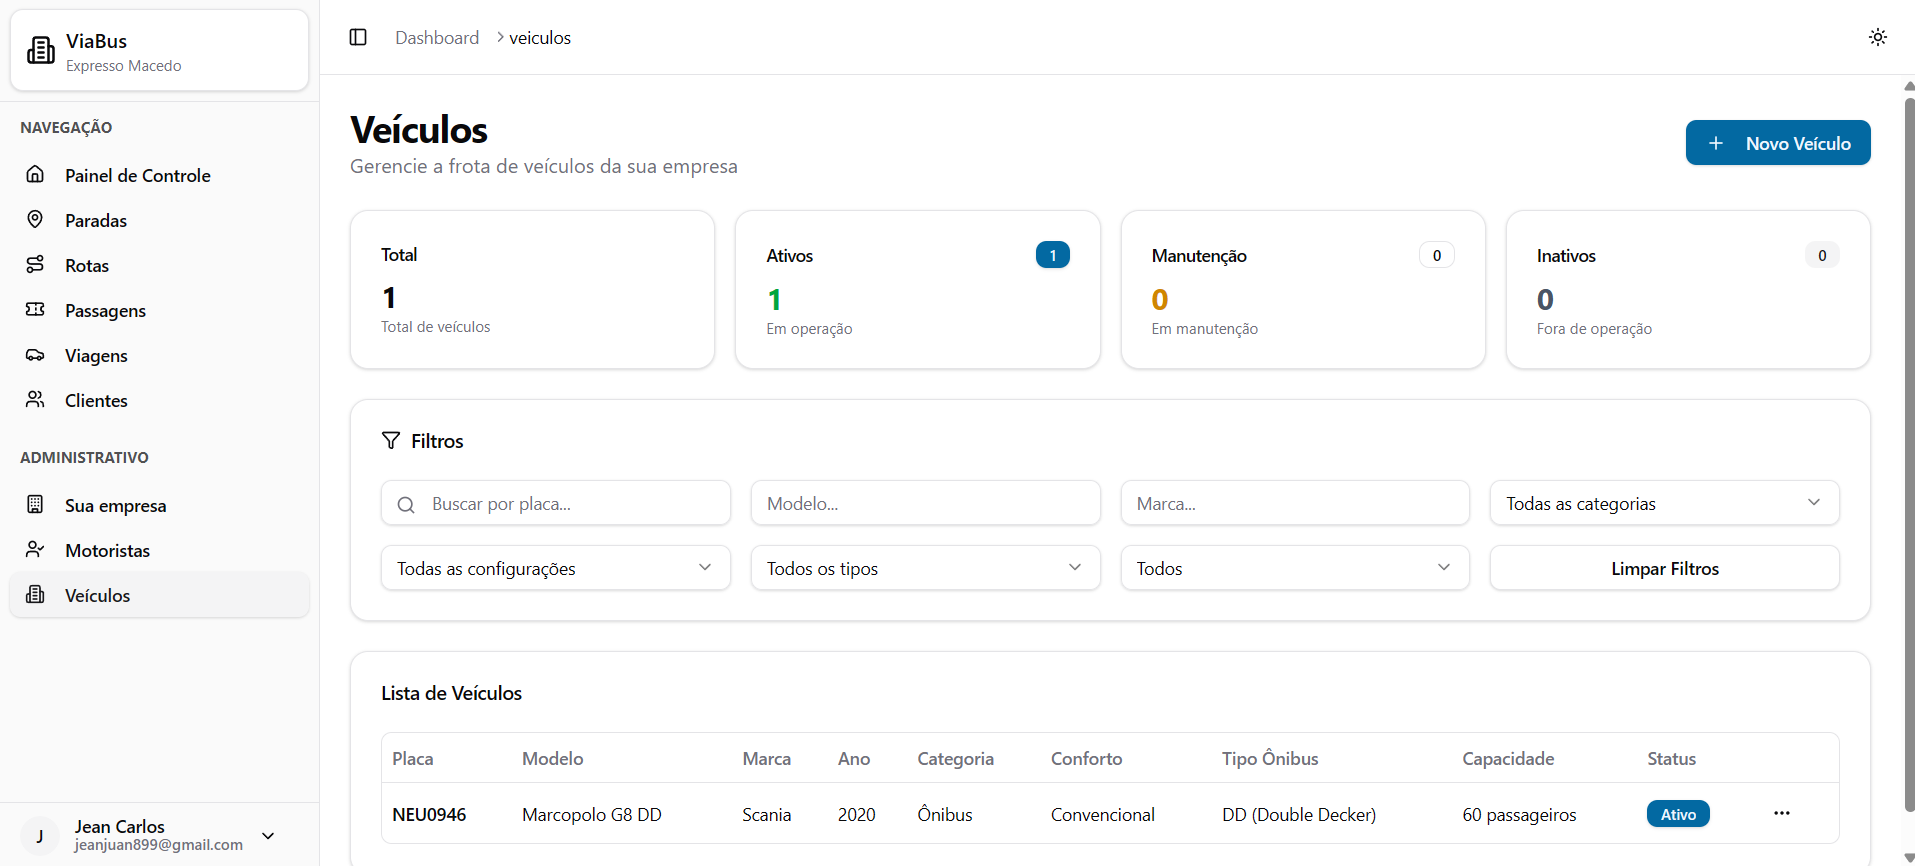 ViaBus
Expresso Macedo
NAVEGAÇÃO
Painel de Controle
Paradas
Rotas
Passagens
Viagens
Clientes
ADMINISTRATIVO
Sua empresa
Motoristas
Veículos
J
Jean Carlos
jeanjuan899@gmail.com
Dashboard > veiculos
Veículos
Gerencie a frota de veículos da sua empresa
+ Novo Veículo
Total
1
Total de veículos
Ativos 1
1
Em operação
Manutenção 0
0
Em manutenção
Inativos 0
0
Fora de operação
Filtros
Buscar por placa... Modelo... Marca... Todas as categorias
Todas as configurações Todos os tipos Todos Limpar Filtros
Lista de Veículos
Placa Modelo Marca Ano Categoria Conforto Tipo Ônibus Capacidade Status
NEU0946 Marcopolo G8 DD Scania 2020 Ônibus Convencional DD (Double Decker) 60 passageiros Ativo ...